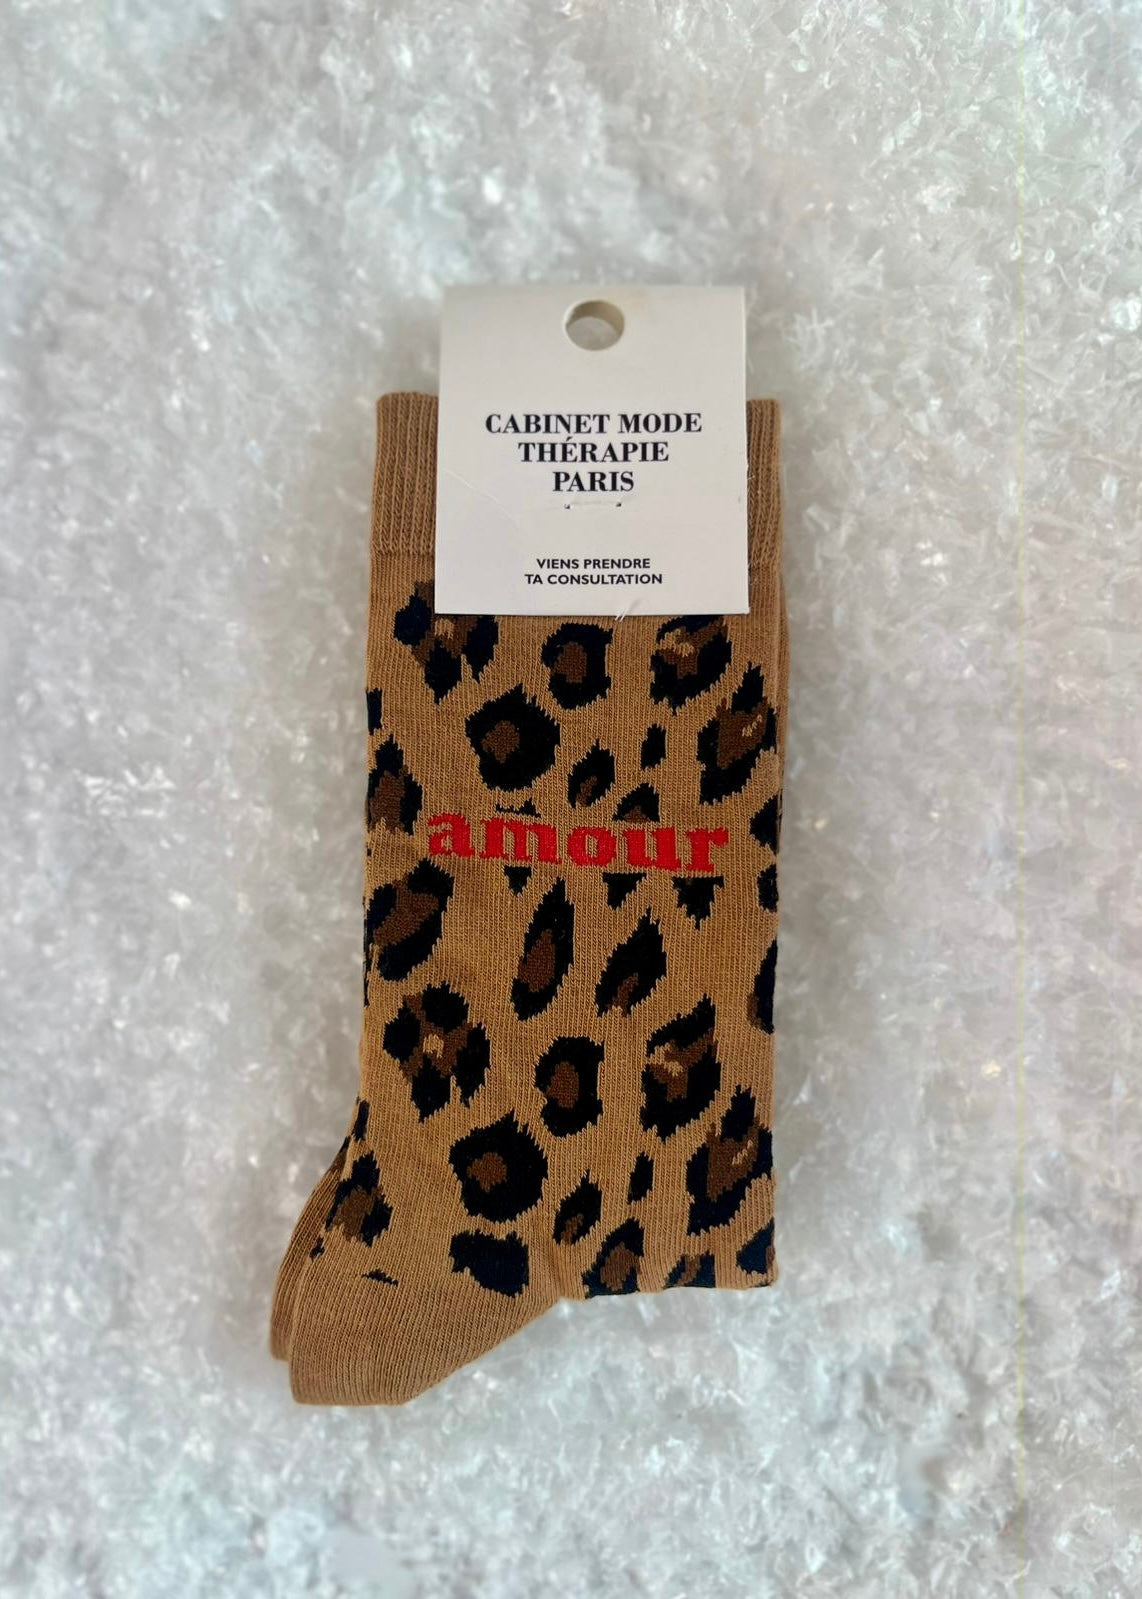 CABINET MODE
THÉRAPIE
PARIS
VIENS PRENDRE
TA CONSULTATION
amour